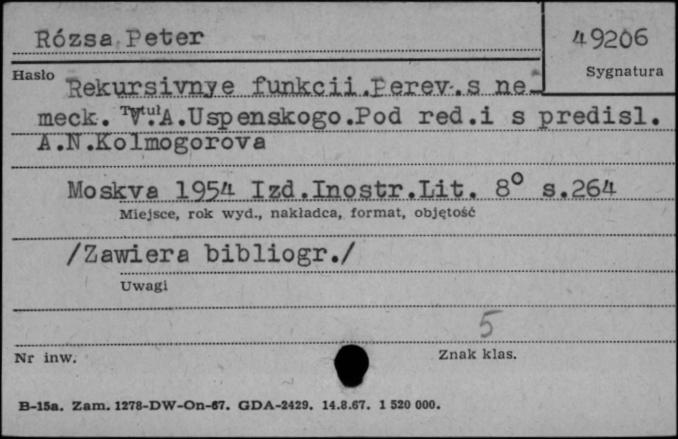 Rózsa Peter
49206
Hasło
Sygnatura
Rekursivnye funkcii.Perev.s ne-
meck. V.A.Uspenskogo.Pod red.i s predisl.
Tytuł
A.N.Kolmogorova
Moskva 1954 Izd.Inostr.Lit. 8° s.264
Miejsce, rok wyd., nakładca, format, objętość
/Zawiera bibliogr./
Uwagi
5
Nr inw.
Znak klas.
B-15a. Zam. 1278-DW-On-67. GDA-2429. 14.8.67. 1 520 000.